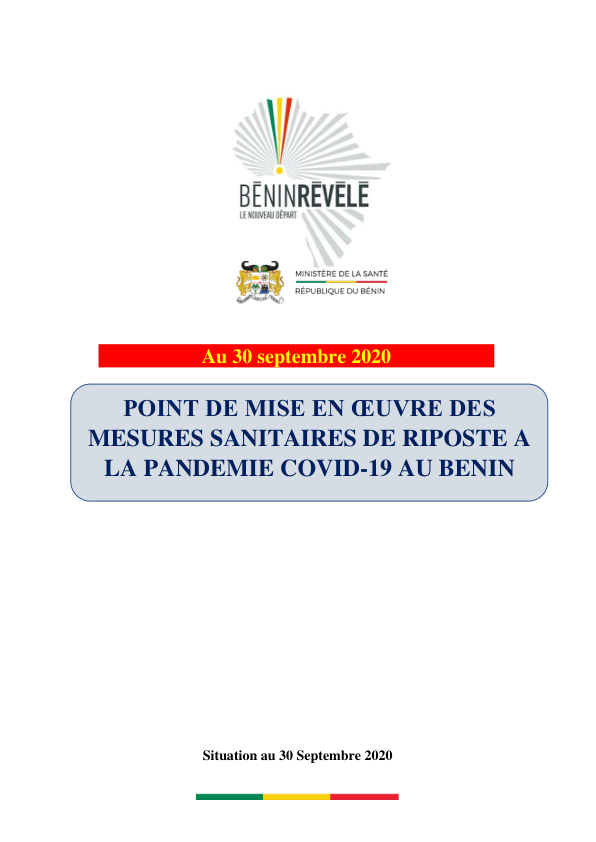 BĒNINRĒVĒLĒ
LE NOUVEAU DÉPART
MINISTÈRE DE LA SANTÉ
RÉPUBLIQUE DU BÉNIN
Au 30 septembre 2020
POINT DE MISE EN ŒUVRE DES
MESURES SANITAIRES DE RIPOSTE A
LA PANDEMIE COVID-19 AU BENIN
Situation au 30 Septembre 2020